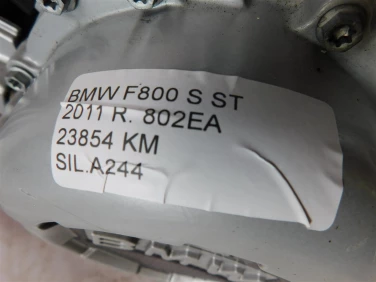 BMW F800 S ST
2011 R. 802EA
23854 KM
SIL.A244